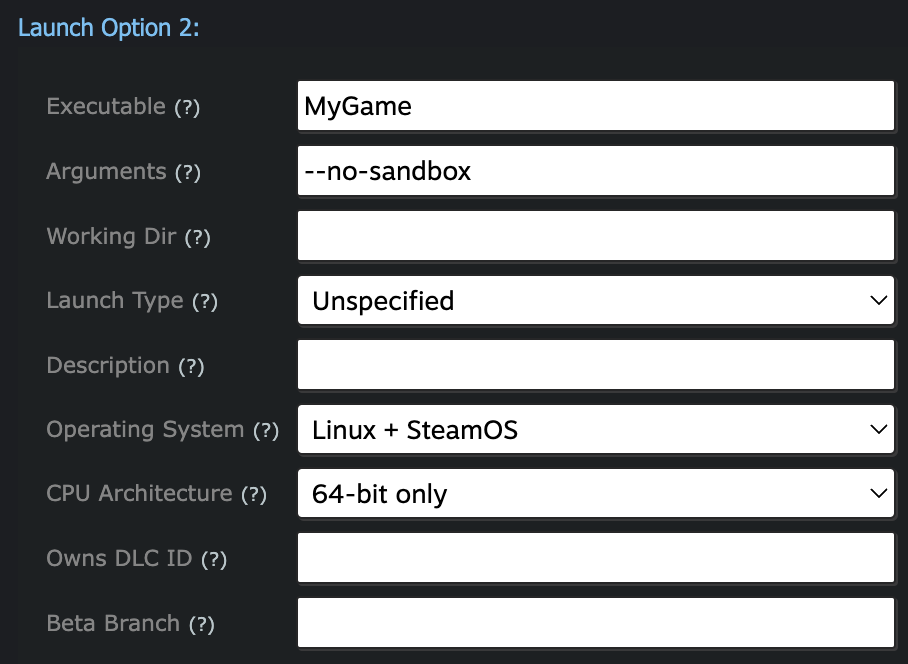 Launch Option 2:
Executable (?) MyGame
Arguments (?) --no-sandbox
Working Dir (?)
Launch Type (?) Unspecified
Description (?)
Operating System (?) Linux + SteamOS
CPU Architecture (?) 64-bit only
Owns DLC ID (?)
Beta Branch (?)